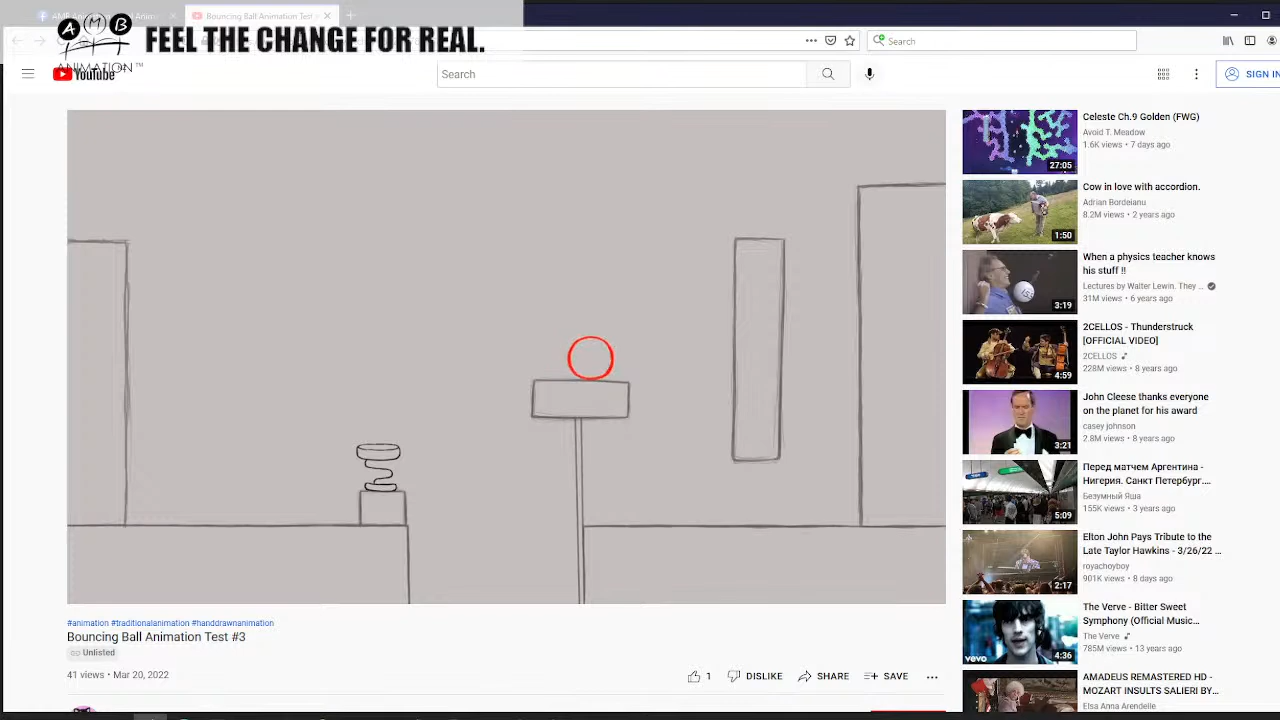 Bouncing Ball Animation Test
A M B
FEEL THE CHANGE FOR REAL.
ANIMATION™
Search
YouTube
Search
SIGN IN
Celeste Ch.9 Golden (FWG)
Avoid T. Meadow
1.6K views • 7 days ago
27:05
Cow in love with accordion.
Adrian Bordeianu
8.2M views • 2 years ago
1:50
When a physics teacher knows
his stuff !!
Lectures by Walter Lewin. They ...
31M views • 6 years ago
3:19
2CELLOS - Thunderstruck
[OFFICIAL VIDEO]
2CELLOS
228M views • 8 years ago
4:59
John Cleese thanks everyone
on the planet for his award
casey johnson
2.8M views • 8 years ago
3:21
Перед матчем Аргентина -
Нигерия. Санкт Петербург....
Безумный Яша
155K views • 3 years ago
5:09
Elton John Pays Tribute to the
Late Taylor Hawkins - 3/26/22 ...
royachoyboy
901K views • 8 days ago
2:17
The Verve - Bitter Sweet
Symphony (Official Music...
The Verve
785M views • 13 years ago
vevo
4:36
AMADEUS REMASTERED HD -
MOZART INSULTS SALIERI BY...
Elsa Anna Arendelle
#animation #traditionalanimation #handdrawnanimation
Bouncing Ball Animation Test #3
Unlisted
41 views • Mar 20, 2022
1
DISLIKE
SHARE
SAVE